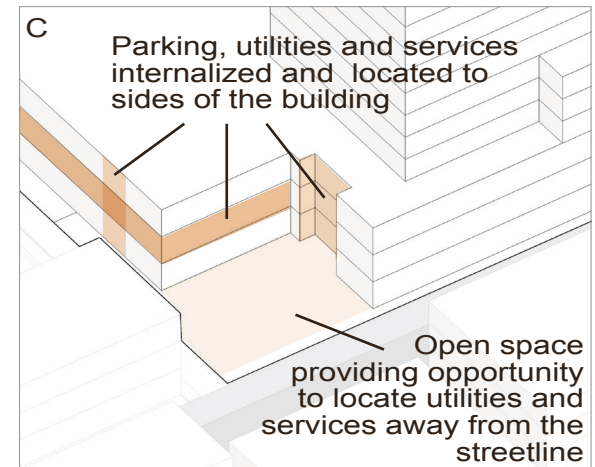 C
Parking, utilities and services
internalized and located to
sides of the building
Open space
providing opportunity
to locate utilities and
services away from the
streetline